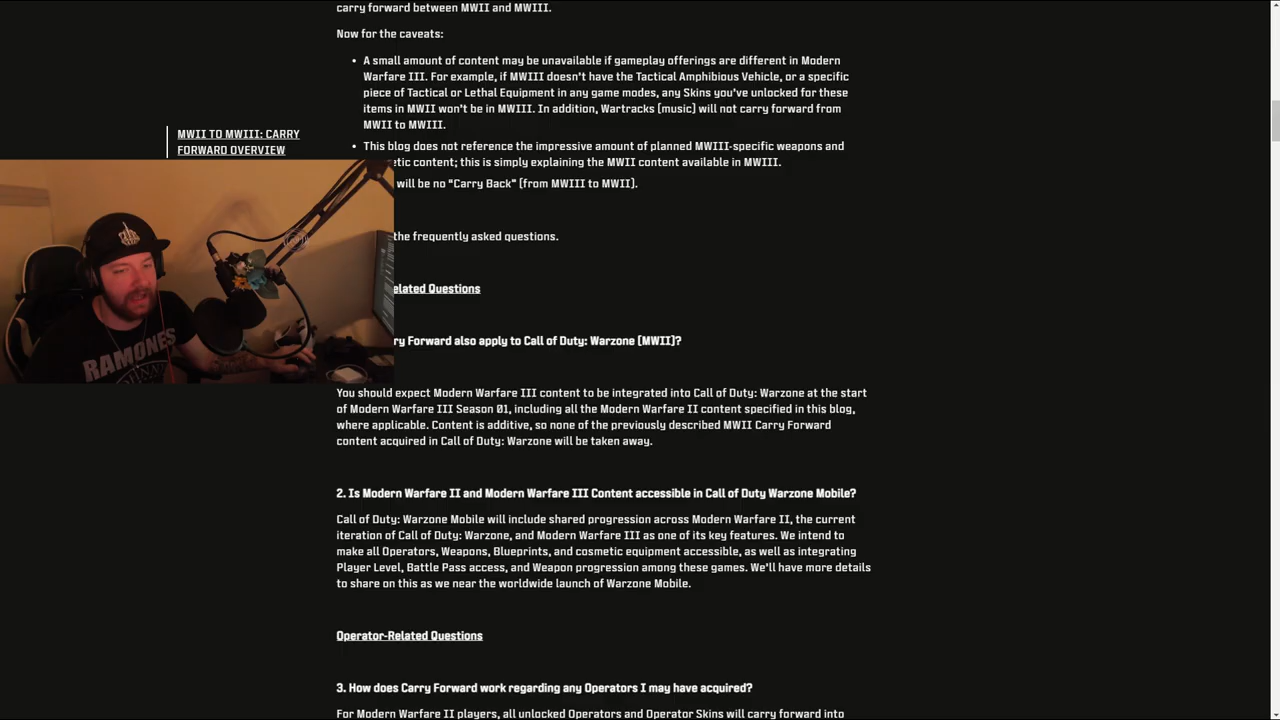 carry forward between MWII and MWIII.
Now for the caveats:
• A small amount of content may be unavailable if gameplay offerings are different in Modern
Warfare III. For example, if MWIII doesn't have the Tactical Amphibious Vehicle, or a specific
piece of Tactical or Lethal Equipment in any game modes, any Skins you've unlocked for these
items in MWII won't be in MWIII. In addition, Wartracks (music) will not carry forward from
MWII to MWIII.
MWII TO MWIII: CARRY
FORWARD OVERVIEW
• This blog does not reference the impressive amount of planned MWIII-specific weapons and
etic content; this is simply explaining the MWII content available in MWIII.
will be no “Carry Back” (from MWIII to MWII).
the frequently asked questions.
elated Questions
ry Forward also apply to Call of Duty: Warzone (MWII)?
RAMONES
You should expect Modern Warfare III content to be integrated into Call of Duty: Warzone at the start
of Modern Warfare III Season 01, including all the Modern Warfare II content specified in this blog,
where applicable. Content is additive, so none of the previously described MWII Carry Forward
content acquired in Call of Duty: Warzone will be taken away.
2. Is Modern Warfare II and Modern Warfare III Content accessible in Call of Duty Warzone Mobile?
Call of Duty: Warzone Mobile will include shared progression across Modern Warfare II, the current
iteration of Call of Duty: Warzone, and Modern Warfare III as one of its key features. We intend to
make all Operators, Weapons, Blueprints, and cosmetic equipment accessible, as well as integrating
Player Level, Battle Pass access, and Weapon progression among these games. We'll have more details
to share on this as we near the worldwide launch of Warzone Mobile.
Operator-Related Questions
3. How does Carry Forward work regarding any Operators I may have acquired?
For Modern Warfare II players, all unlocked Operators and Operator Skins will carry forward into